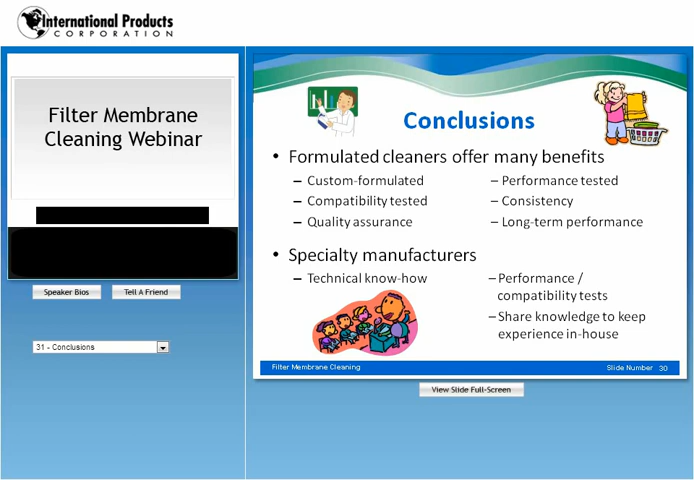 International Products
CORPORATION
Filter Membrane
Cleaning Webinar
Speaker Bios
Tell A Friend
31 - Conclusions
Conclusions
• Formulated cleaners offer many benefits
– Custom-formulated
– Compatibility tested
– Quality assurance
– Performance tested
– Consistency
– Long-term performance
• Specialty manufacturers
– Technical know-how
– Performance /
compatibility tests
– Share knowledge to keep
experience in-house
Filter Membrane Cleaning
Slide Number 30
View Slide Full-Screen